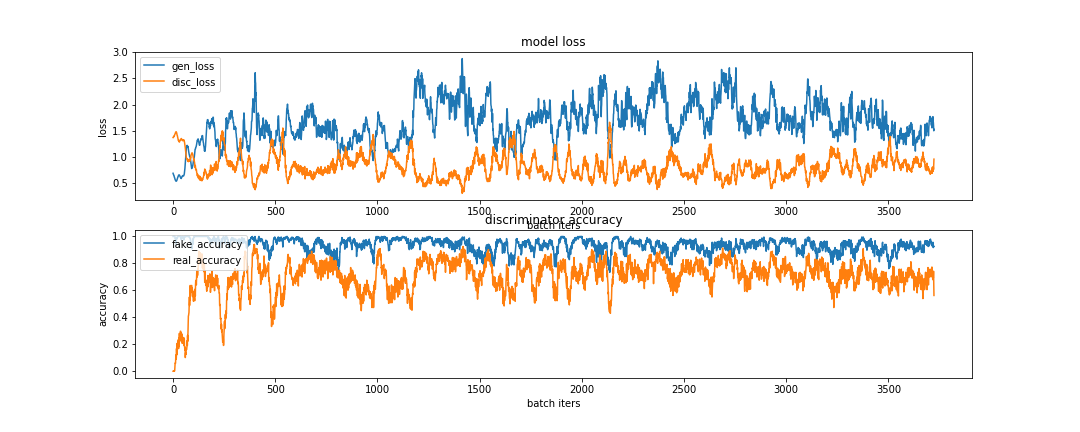 model loss
3.0
2.5
2.0
1.5
1.0
0.5
loss
gen_loss
disc_loss
0
500
1000
1500
2000
2500
3000
3500
batch iters
discriminator accuracy
1.0
0.8
0.6
0.4
0.2
0.0
accuracy
fake_accuracy
real_accuracy
0
500
1000
1500
2000
2500
3000
3500
batch iters